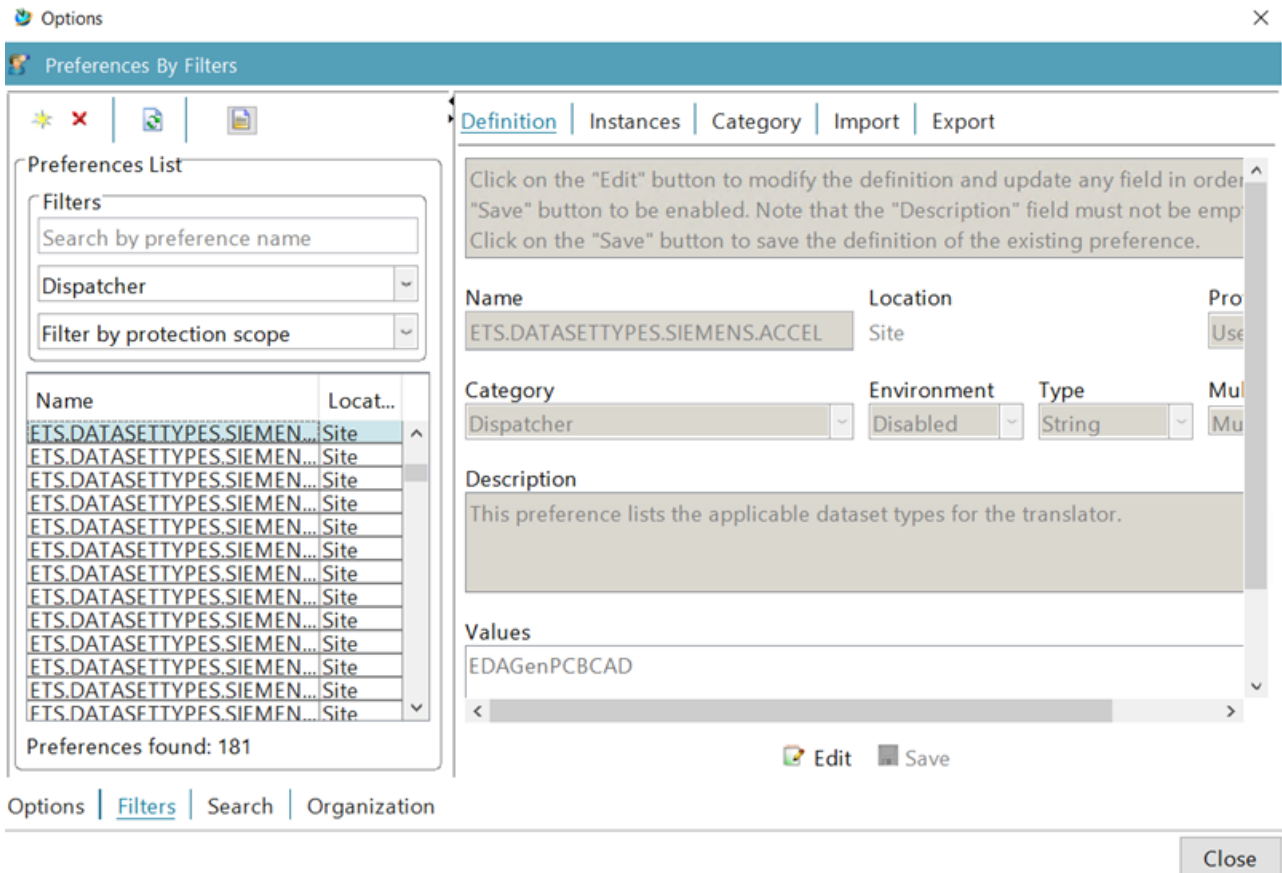 Options
Preferences By Filters
Preferences List
Filters
Search by preference name
Dispatcher
Filter by protection scope
Name Locat...
ETS.DATASETTYPES.SIEMEN... Site
ETS.DATASETTYPES.SIEMEN... Site
ETS.DATASETTYPES.SIEMEN... Site
ETS.DATASETTYPES.SIEMEN... Site
ETS.DATASETTYPES.SIEMEN... Site
ETS.DATASETTYPES.SIEMEN... Site
ETS.DATASETTYPES.SIEMEN... Site
ETS.DATASETTYPES.SIEMEN... Site
ETS.DATASETTYPES.SIEMEN... Site
ETS.DATASETTYPES.SIEMEN... Site
ETS.DATASETTYPES.SIEMEN... Site
ETS.DATASETTYPES.SIEMEN... Site
ETS.DATASETTYPES.SIEMEN... Site
Preferences found: 181
Definition Instances Category Import Export
Click on the "Edit" button to modify the definition and update any field in order
"Save" button to be enabled. Note that the "Description" field must not be emp
Click on the "Save" button to save the definition of the existing preference.
Name Location Pro
ETS.DATASETTYPES.SIEMENS.ACCEL Site Use
Category Environment Type Mul
Dispatcher Disabled String Mu
Description
This preference lists the applicable dataset types for the translator.
Values
EDAGenPCBCAD
Edit Save
Options Filters Search Organization
Close